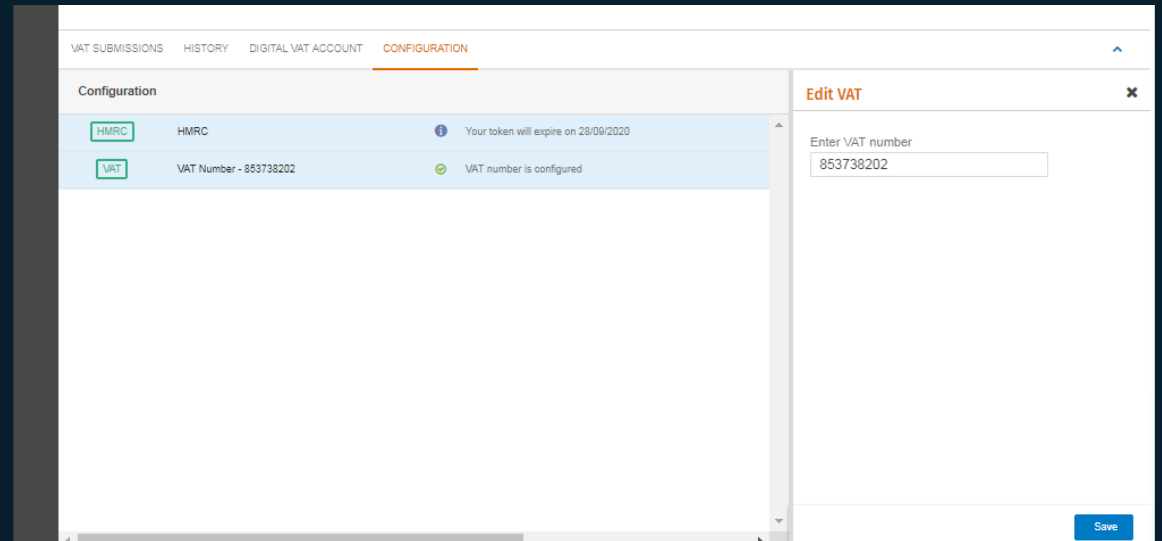 VAT SUBMISSIONS HISTORY DIGITAL VAT ACCOUNT CONFIGURATION
Configuration
HMRC HMRC Your token will expire on 28/09/2020
VAT VAT Number - 853738202 VAT number is configured
Edit VAT
Enter VAT number
853738202
Save